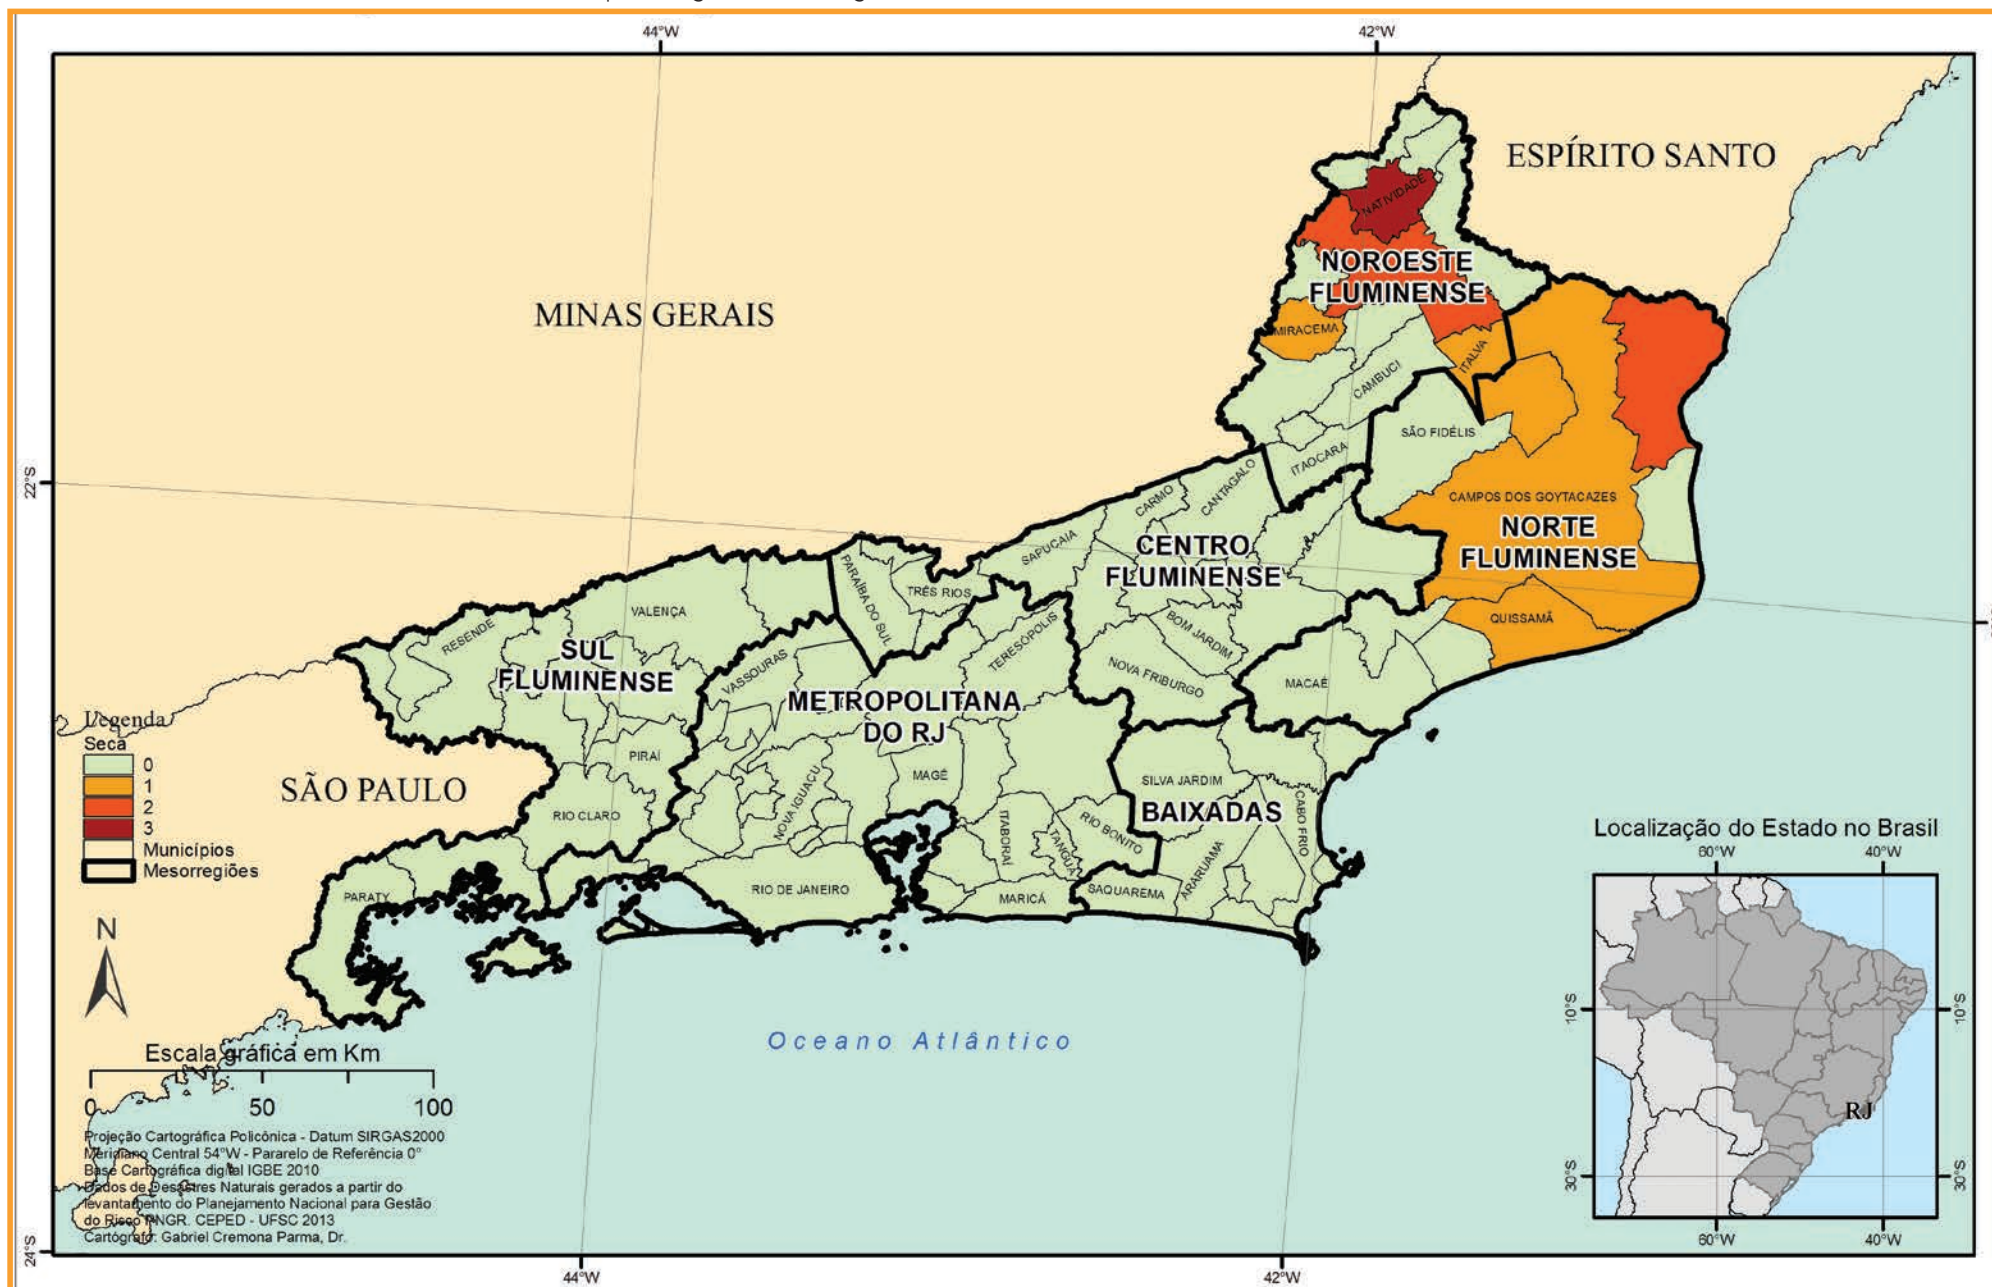 44°W
42°W
ESPÍRITO SANTO
NATIVIDADE
NOROESTE
FLUMINENSE
MINAS GERAIS
MIRACEMA
ITALVA
CAMBUCI
SÃO FIDÉLIS
ITAOCARA
22°S
CANTAGALO
CARMO
CAMPOS DOS GOYTACAZES
NORTE
FLUMINENSE
SAPUCAIA
CENTRO
FLUMINENSE
PARAÍBA DO SUL
TRÊS RIOS
VALENÇA
QUISSAMÃ
RESENDE
TERESÓPOLIS
BOM JARDIM
SUL
FLUMINENSE
VASSOURAS
NOVA FRIBURGO
MACAÉ
METROPOLITANA
DO RJ
PIRAÍ
MAGÉ
SILVA JARDIM
NOVA IGUAÇU
BAIXADAS
CABO FRIO
RIO CLARO
ITABORAÍ
TANGUÁ
RIO BONITO
ARARUAMA
PARATY
RIO DE JANEIRO
MARICÁ
SAQUAREMA
SÃO PAULO
Legenda
Seca
0
1
2
3
Municípios
Mesorregiões
N
Oceano Atlântico
Escala gráfica em Km
0 50 100
Projeção Cartográfica Policônica - Datum SIRGAS2000
Meridiano Central 54°W - Pararelo de Referência 0°
Base Cartográfica digital IGBE 2010
Dados de Desastres Naturais gerados a partir do
levantamento do Planejamento Nacional para Gestão
do Risco PNGR. CEPED - UFSC 2013
Cartógrafo: Gabriel Cremona Parma, Dr.
Localização do Estado no Brasil
60°W 40°W
10°S 10°S
RJ
30°S 30°S
60°W 40°W
24°S
44°W
42°W